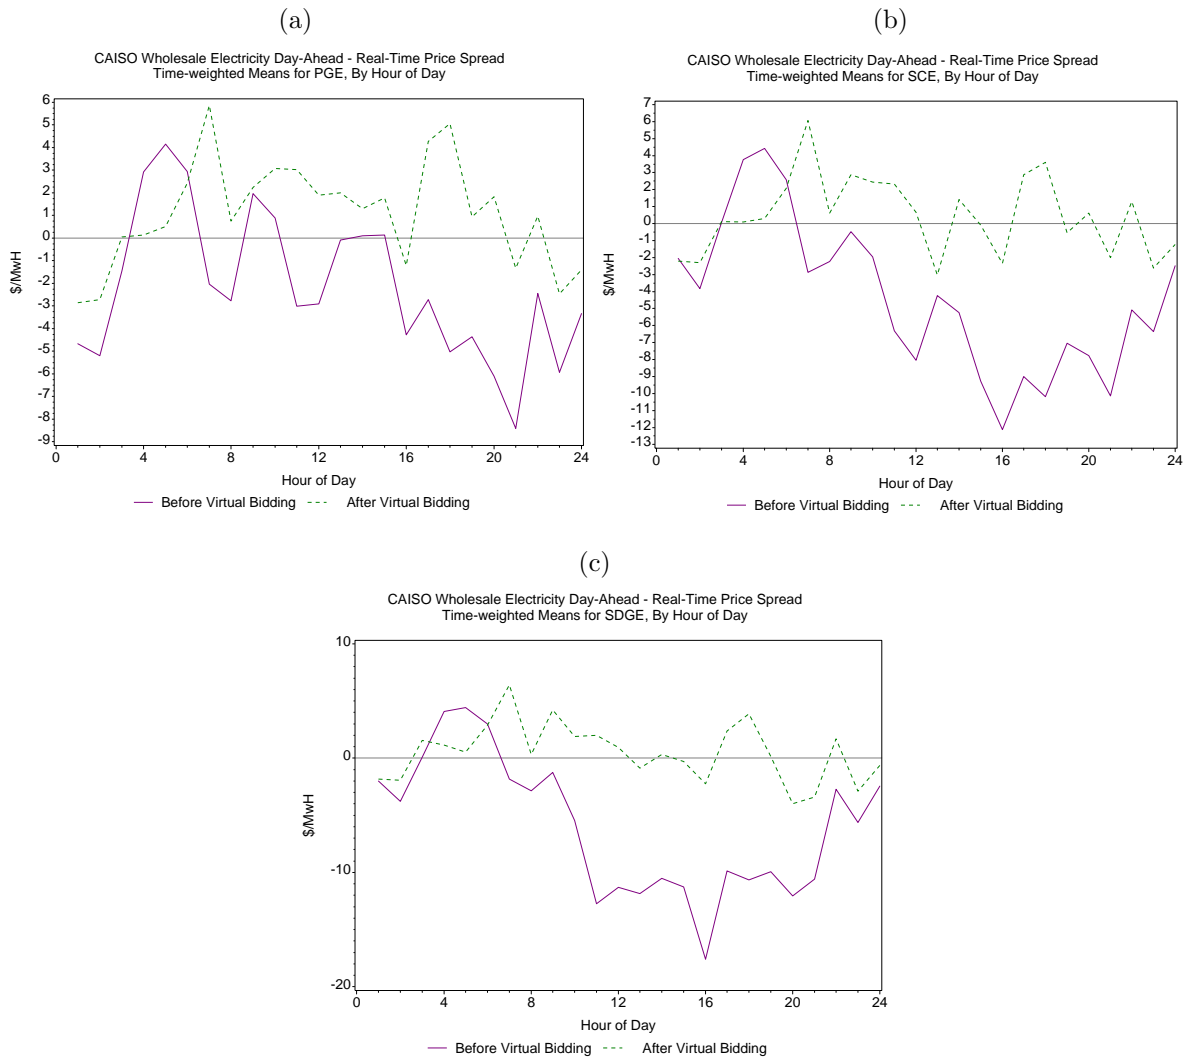 (a)
CAISO Wholesale Electricity Day-Ahead - Real-Time Price Spread
Time-weighted Means for PGE, By Hour of Day
6
5
4
3
2
1
0
-1
-2
-3
-4
-5
-6
-7
-8
-9
$/MwH
0 4 8 12 16 20 24
Hour of Day
Before Virtual Bidding After Virtual Bidding
(b)
CAISO Wholesale Electricity Day-Ahead - Real-Time Price Spread
Time-weighted Means for SCE, By Hour of Day
7
6
5
4
3
2
1
0
-1
-2
-3
-4
-5
-6
-7
-8
-9
-10
-11
-12
-13
$/MwH
0 4 8 12 16 20 24
Hour of Day
Before Virtual Bidding After Virtual Bidding
(c)
CAISO Wholesale Electricity Day-Ahead - Real-Time Price Spread
Time-weighted Means for SDGE, By Hour of Day
10
0
-10
-20
$/MwH
0 4 8 12 16 20 24
Hour of Day
Before Virtual Bidding After Virtual Bidding